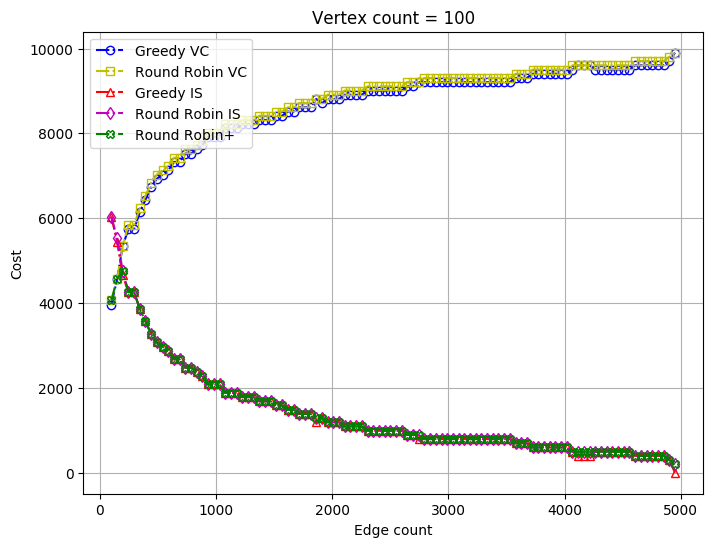 Vertex count = 100
Greedy VC
Round Robin VC
Greedy IS
Round Robin IS
Round Robin+
10000
8000
6000
4000
2000
0
Cost
0 1000 2000 3000 4000 5000
Edge count